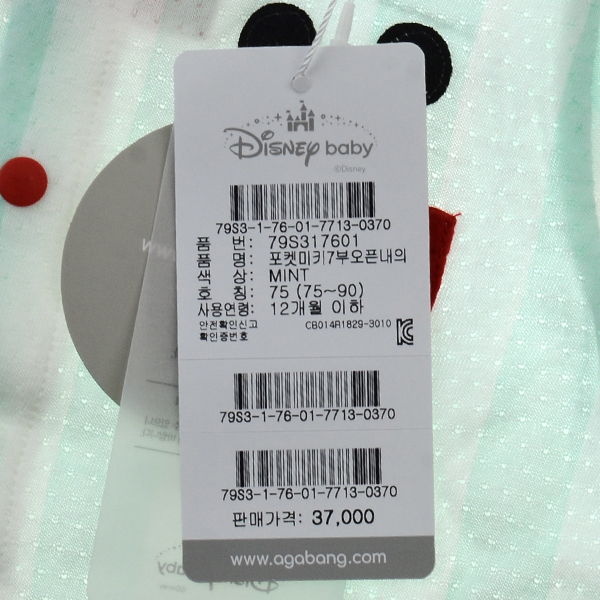 Disney baby
©Disney
79S3-1-76-01-7713-0370
품 번: 79S317601
품 명: 포켓미키7부오픈내의
색 상: MINT
호 칭: 75 (75~90)
사용연령: 12개월 이하
안전확인신고
확인증번호 CB014R1829-3010
79S3-1-76-01-7713-0370
79S3-1-76-01-7713-0370
판매가격: 37,000
www.agabang.com
Disney
baby